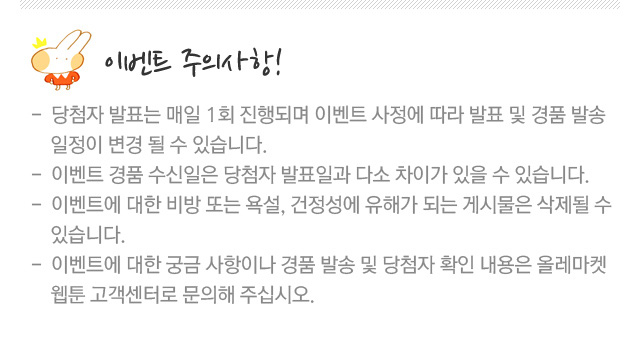 이벤트 주의사항!
- 당첨자 발표는 매일 1회 진행되며 이벤트 사정에 따라 발표 및 경품 발송
일정이 변경 될 수 있습니다.
- 이벤트 경품 수신일은 당첨자 발표일과 다소 차이가 있을 수 있습니다.
- 이벤트에 대한 비방 또는 욕설, 건정성에 유해가 되는 게시물은 삭제될 수
있습니다.
- 이벤트에 대한 궁금 사항이나 경품 발송 및 당첨자 확인 내용은 올레마켓
웹툰 고객센터로 문의해 주십시오.